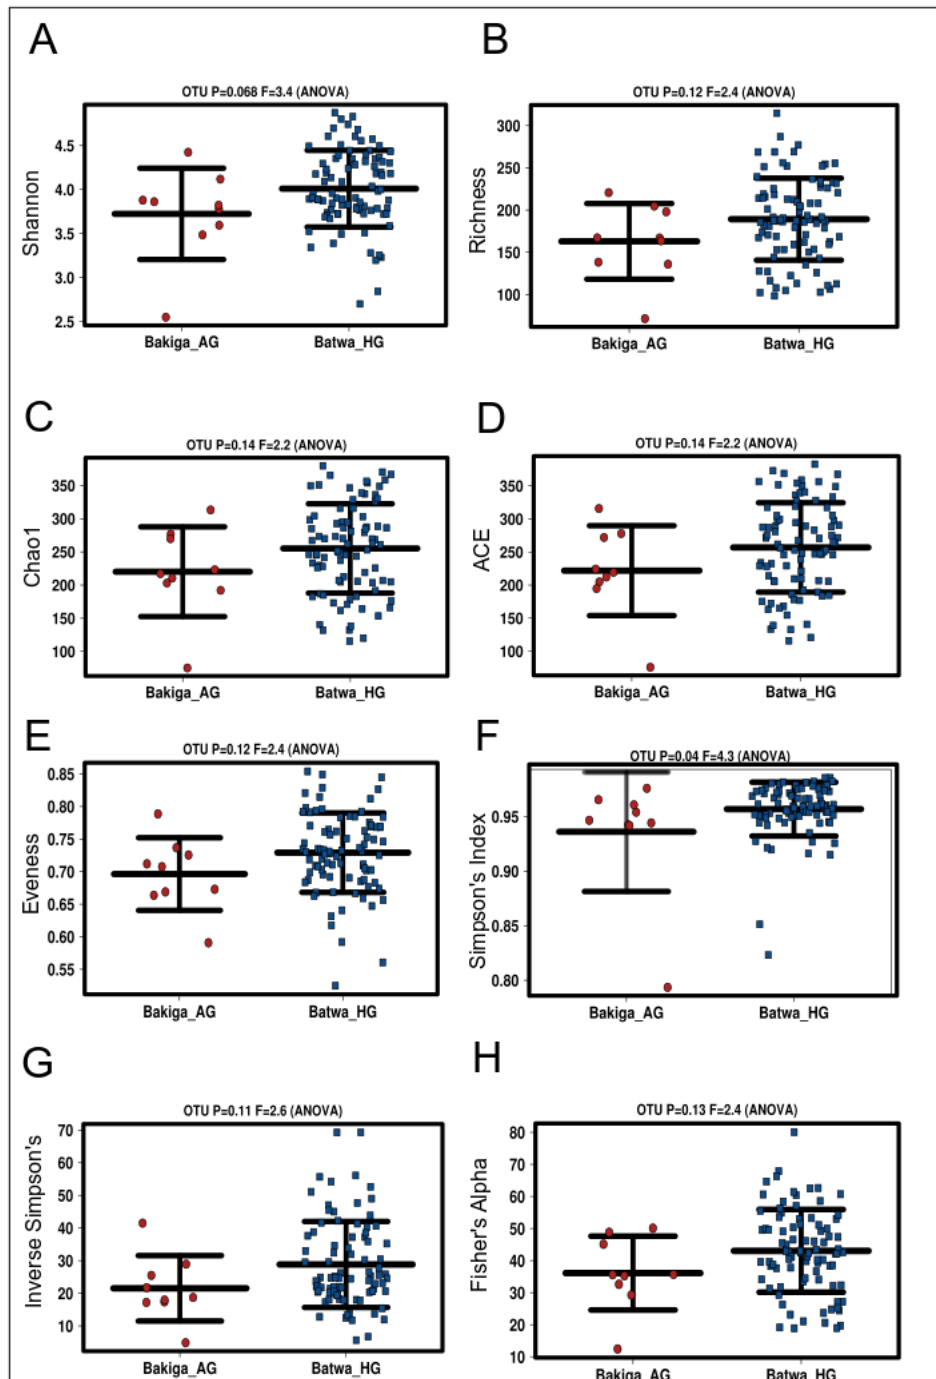 A
B
OTU P=0.068 F=3.4 (ANOVA)
OTU P=0.12 F=2.4 (ANOVA)
Shannon
4.5
4.0
3.5
3.0
2.5
Bakiga_AG
Batwa_HG
Richness
300
250
200
150
100
Bakiga_AG
Batwa_HG
C
D
OTU P=0.14 F=2.2 (ANOVA)
OTU P=0.14 F=2.2 (ANOVA)
Chao1
350
300
250
200
150
100
Bakiga_AG
Batwa_HG
ACE
350
300
250
200
150
100
Bakiga_AG
Batwa_HG
E
F
OTU P=0.12 F=2.4 (ANOVA)
OTU P=0.04 F=4.3 (ANOVA)
Eveness
0.85
0.80
0.75
0.70
0.65
0.60
0.55
Bakiga_AG
Batwa_HG
Simpson's Index
0.95
0.90
0.85
0.80
Bakiga_AG
Batwa_HG
G
H
OTU P=0.11 F=2.6 (ANOVA)
OTU P=0.13 F=2.4 (ANOVA)
Inverse Simpson's
70
60
50
40
30
20
10
Bakiga_AG
Batwa_HG
Fisher's Alpha
80
70
60
50
40
30
20
10
Bakiga_AG
Batwa_HG